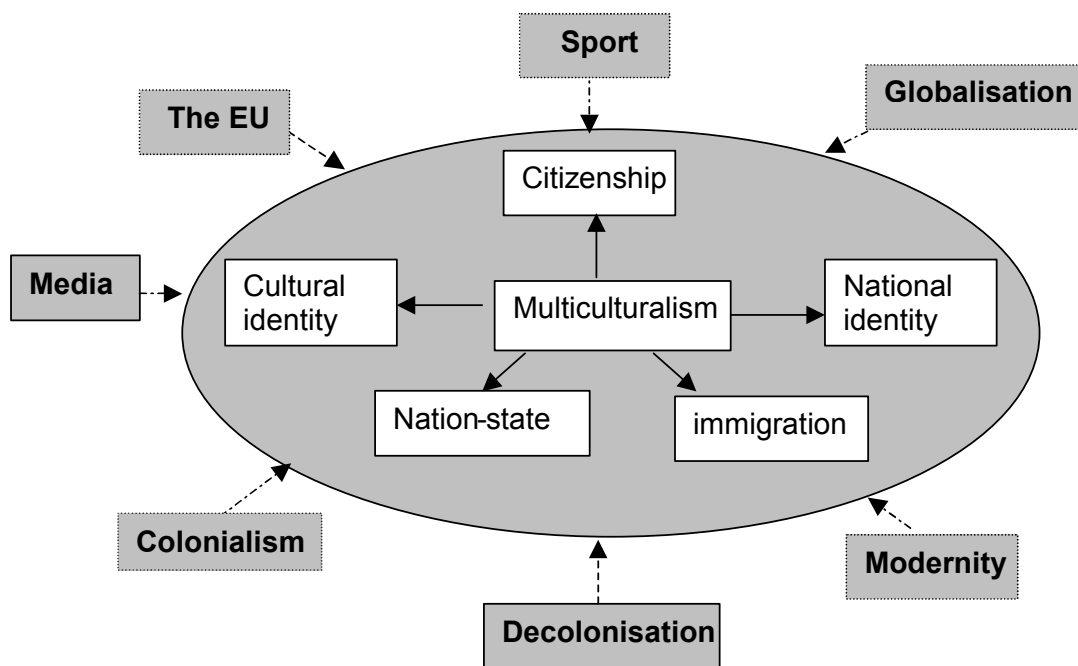 Sport
Globalisation
The EU
Citizenship
Media
Cultural
identity
Multiculturalism
National
identity
Nation-state
immigration
Colonialism
Modernity
Decolonisation